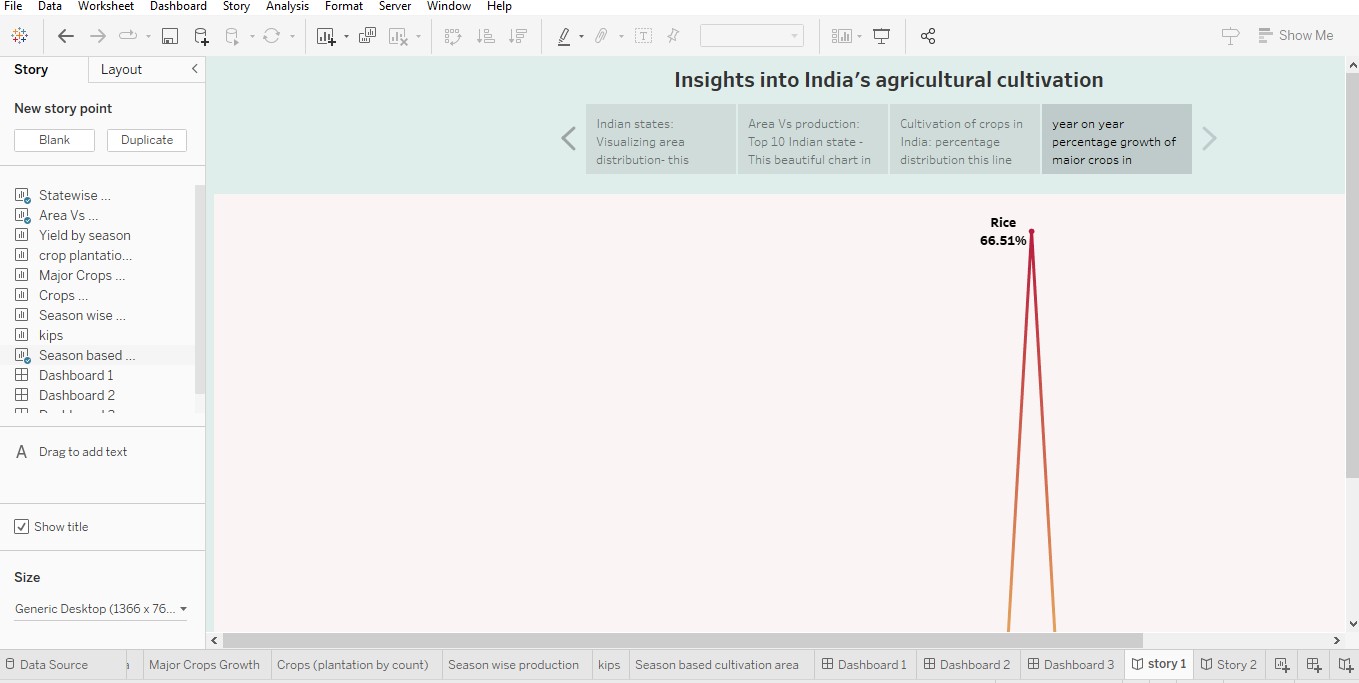 File Data Worksheet Dashboard Story Analysis Format Server Window Help
Show Me
Story Layout
New story point
Blank Duplicate
Statewise ...
Area Vs ...
Yield by season
crop plantatio...
Major Crops ...
Crops ...
Season wise ...
kips
Season based ...
Dashboard 1
Dashboard 2
A Drag to add text
Show title
Size
Generic Desktop (1366 x 76...
Insights into India’s agricultural cultivation
Indian states:
Visualizing area
distribution- this
Area Vs production:
Top 10 Indian state -
This beautiful chart in
Cultivation of crops in
India: percentage
distribution this line
year on year
percentage growth of
major crops in
Rice
66.51%
Data Source Major Crops Growth Crops (plantation by count) Season wise production kips Season based cultivation area Dashboard 1 Dashboard 2 Dashboard 3 story 1 Story 2